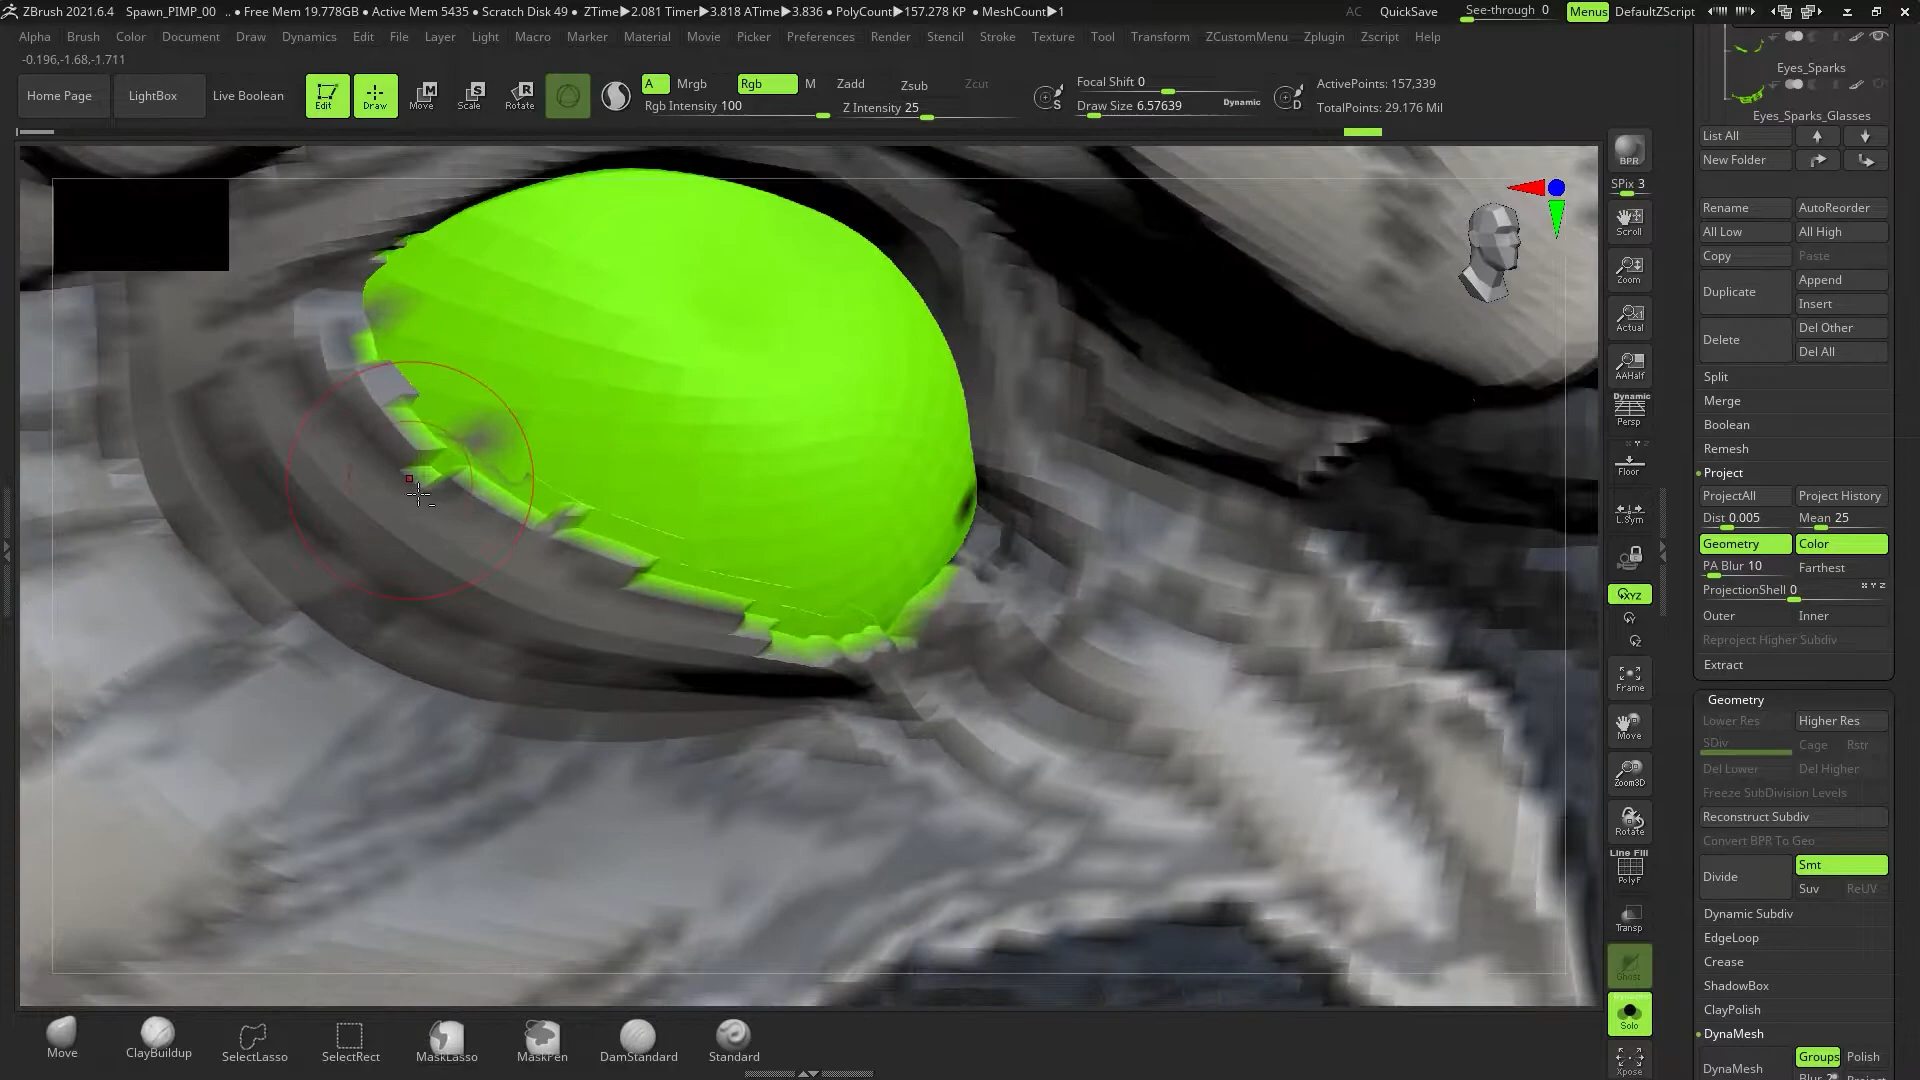 ZBrush 2021.6.4 Spawn_PIMP_00 .. ● Free Mem 19.778GB ● Active Mem 5435 ● Scratch Disk 49 ● ZTime▶2.081 Timer▶3.818 ATime▶3.836 ● PolyCount▶157.278 KP ● MeshCount▶1 AC QuickSave See-through 0 Menus DefaultZScript
Alpha Brush Color Document Draw Dynamics Edit File Layer Light Macro Marker Material Movie Picker Preferences Render Stencil Stroke Texture Tool Transform ZCustomMenu Zplugin Zscript Help
-0.196,-1.68,-1.711
Home Page LightBox Live Boolean Edit Draw Move Scale Rotate
A Mrgb Rgb M Zadd Zsub Zcut
Rgb Intensity 100 Z Intensity 25
Focal Shift 0
Draw Size 6.57639 Dynamic
S D
ActivePoints: 157,339
TotalPoints: 29.176 Mil
BPR
SPix 3
Scroll
Zoom
Actual
AAHalf
Dynamic
Persp
Floor
L.Sym
XYZ
Frame
Move
Zoom3D
Rotate
Line Fill
PolyF
Transp
Ghost
Solo
Xpose
Eyes_Sparks
Eyes_Sparks_Glasses
List All
New Folder
Rename AutoReorder
All Low All High
Copy Paste
Duplicate Append
Insert
Delete Del Other
Del All
Split
Merge
Boolean
Remesh
Project
ProjectAll Project History
Dist 0.005 Mean 25
Geometry Color
PA Blur 10 Farthest
ProjectionShell 0
Outer Inner
Reproject Higher Subdiv
Extract
Geometry
Lower Res Higher Res
SDiv Cage Rstr
Del Lower Del Higher
Freeze SubDivision Levels
Reconstruct Subdiv
Convert BPR To Geo
Divide Smt
Suv ReUV
Dynamic Subdiv
EdgeLoop
Crease
ShadowBox
ClayPolish
DynaMesh
DynaMesh Groups Polish
Move ClayBuildup SelectLasso SelectRect MaskLasso MaskPen DamStandard Standard